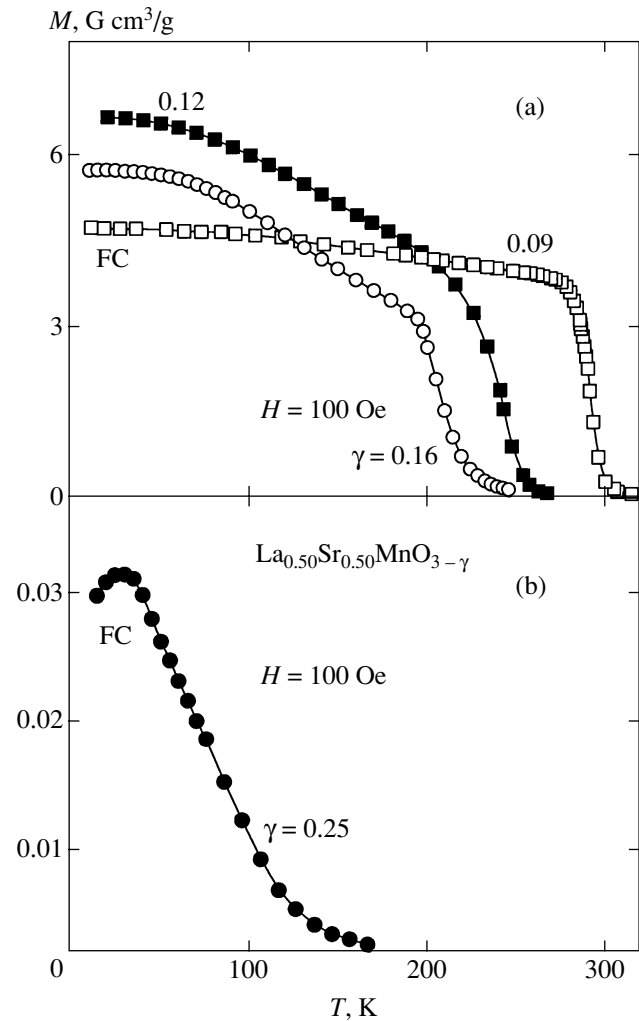 M, G cm³/g
0.12
(a)
6
0.09
FC
3
H = 100 Oe
γ = 0.16
0
La₀.₅₀Sr₀.₅₀MnO₃ ₋ γ
(b)
0.03
FC
H = 100 Oe
0.02
γ = 0.25
0.01
0
100
200
300
T, K